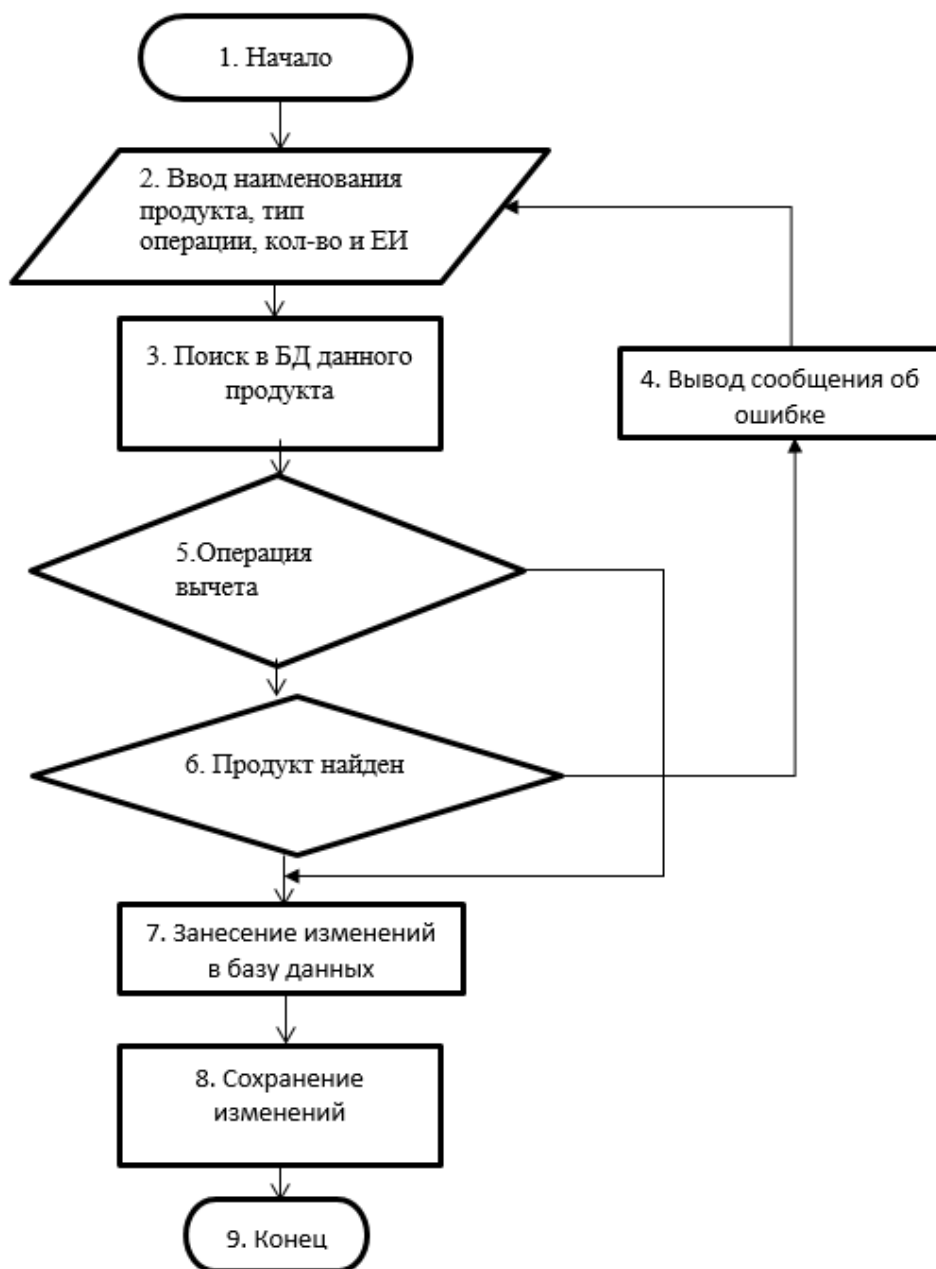 1. Начало
2. Ввод наименования
продукта, тип
операции, кол-во и ЕИ
3. Поиск в БД данного
продукта
4. Вывод сообщения об
ошибке
5.Операция
вычета
6. Продукт найден
7. Занесение изменений
в базу данных
8. Сохранение
изменений
9. Конец